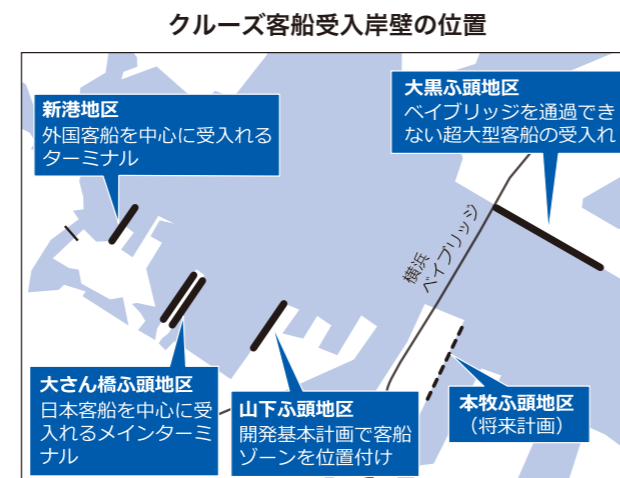 クルーズ客船受入岸壁の位置
新港地区
外国客船を中心に受入れる
ターミナル
大黒ふ頭地区
ベイブリッジを通過でき
ない超大型客船の受入れ
横浜
ベイブリッジ
大さん橋ふ頭地区
日本客船を中心に受
入れるメインターミ
ナル
山下ふ頭地区
開発基本計画で客船
ゾーンを位置付け
本牧ふ頭地区
（将来計画）